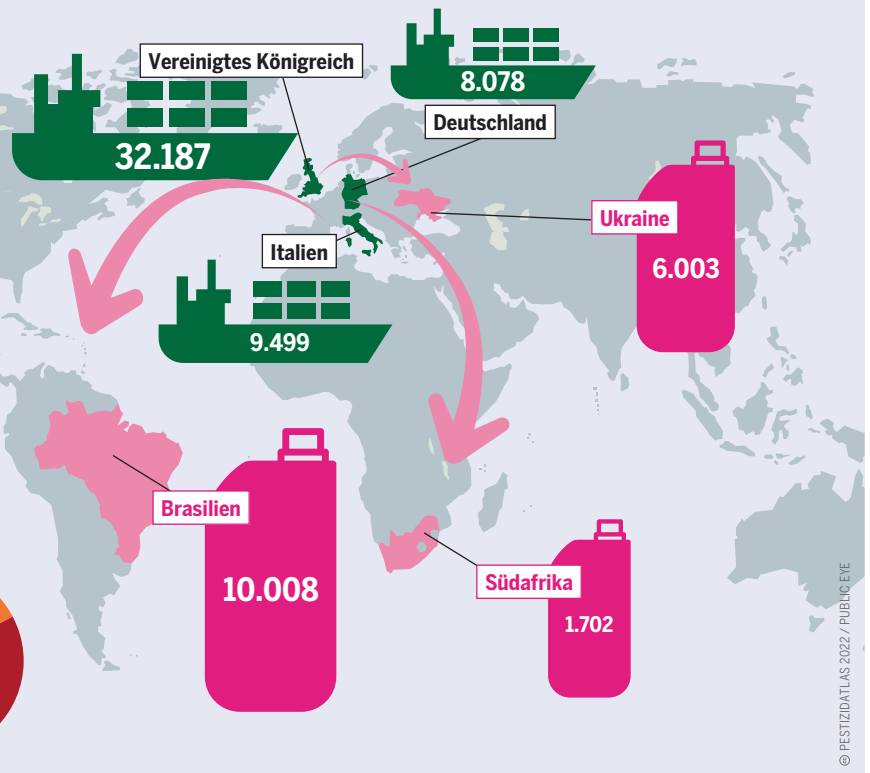 Vereinigtes Königreich
32.187
8.078
Deutschland
Italien
9.499
Ukraine
6.003
Brasilien
10.008
Südafrika
1.702
PESTIZIDATLAS 2022 / PUBLIC EYE